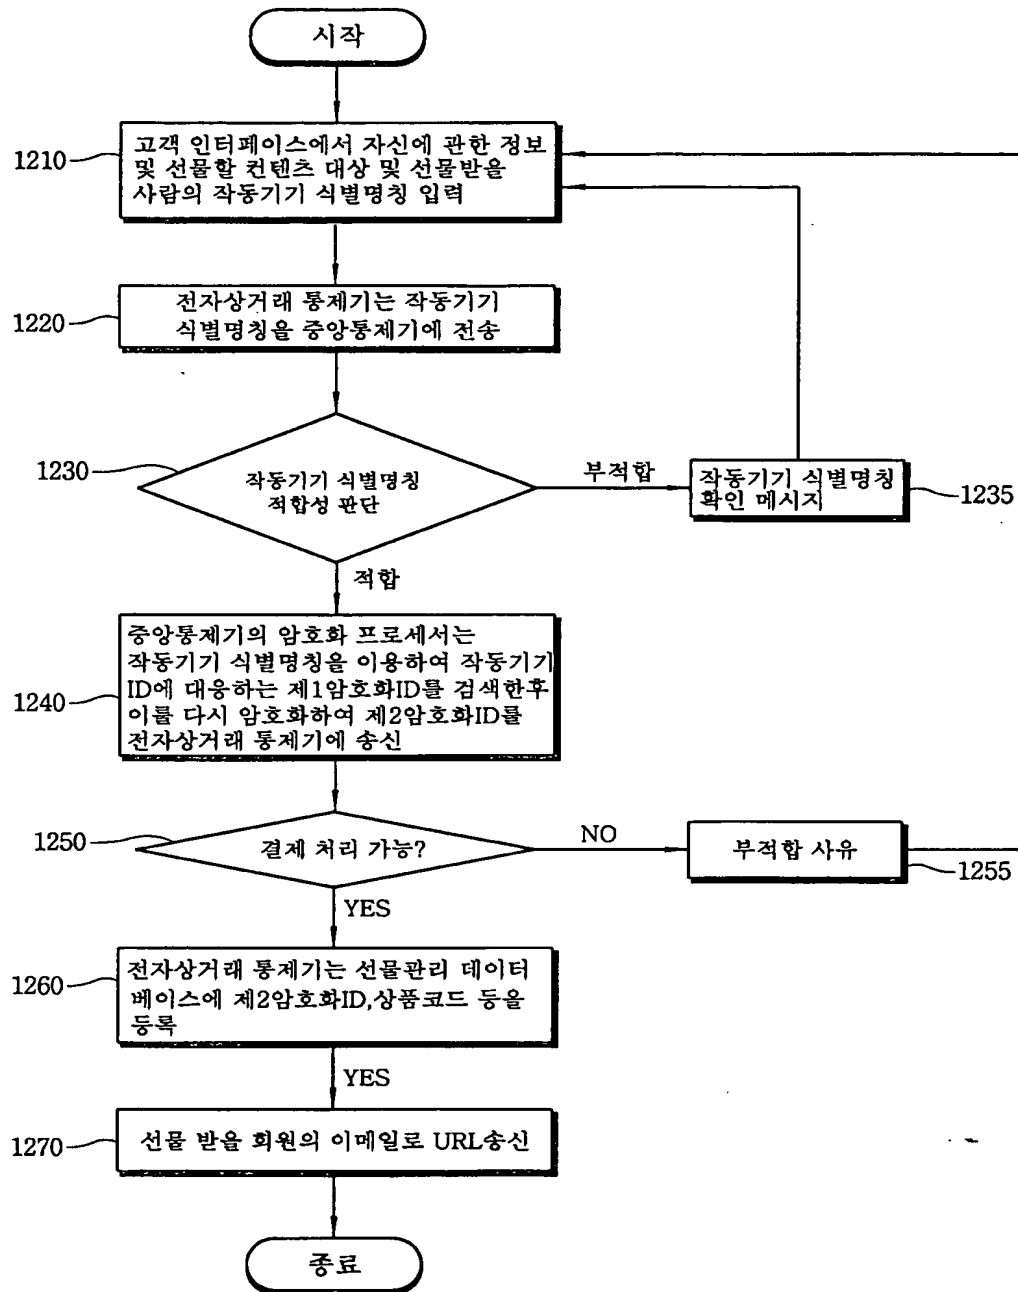 시작
1210
고객 인터페이스에서 자신에 관한 정보
및 선물할 컨텐츠 대상 및 선물받을
사람의 작동기기 식별명칭 입력
1220
전자상거래 통제기는 작동기기
식별명칭을 중앙통제기에 전송
1230
작동기기 식별명칭
적합성 판단
부적합
작동기기 식별명칭
확인 메시지
1235
적합
1240
중앙통제기의 암호화 프로세서는
작동기기 식별명칭을 이용하여 작동기기
ID에 대응하는 제1암호화ID를 검색한후
이를 다시 암호화하여 제2암호화ID를
전자상거래 통제기에 송신
1250
결제 처리 가능?
NO
부적합 사유
1255
YES
1260
전자상거래 통제기는 선물관리 데이터
베이스에 제2암호화ID,상품코드 등을
등록
YES
1270
선물 받을 회원의 이메일로 URL송신
종료